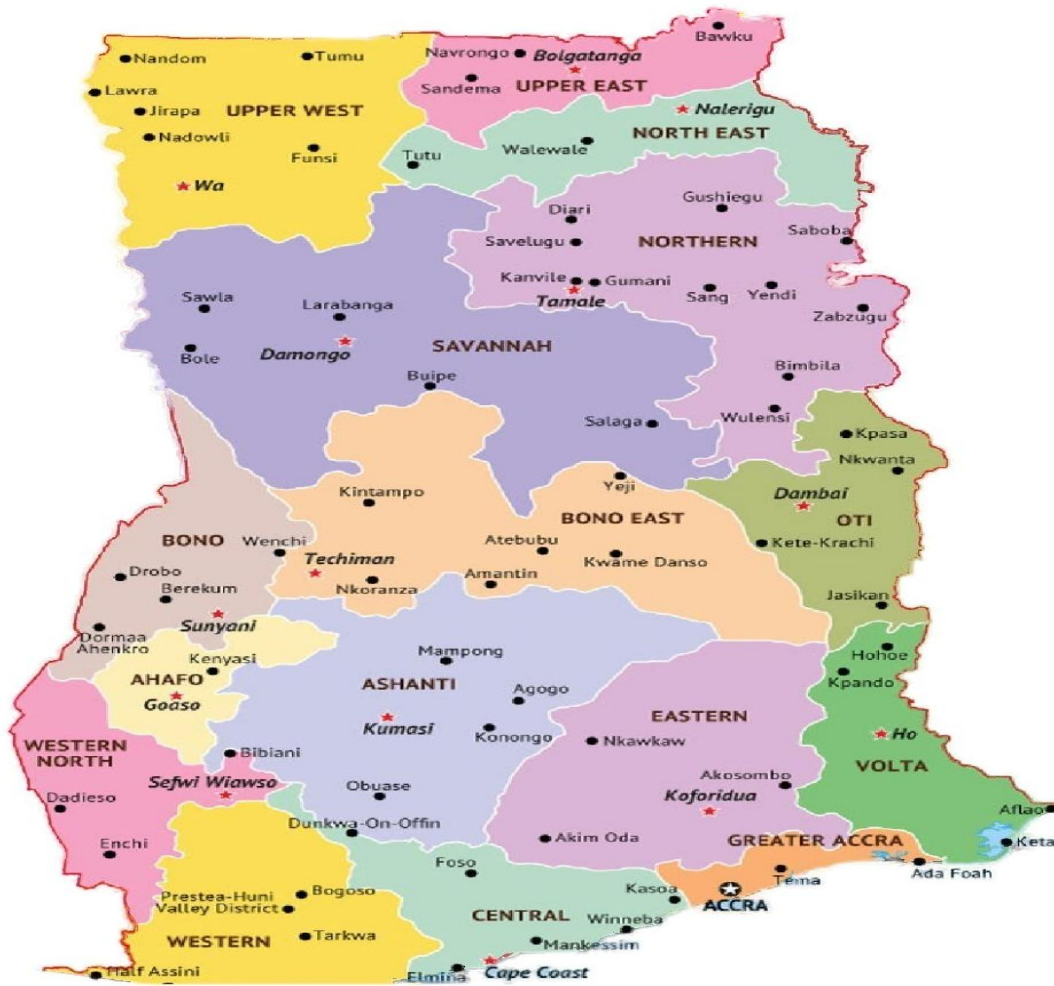 Bawku
Navrongo
Bolgatanga
Nandom
Tumu
Sandema
UPPER EAST
Lawra
Jirapa
UPPER WEST
Nalerigu
Nadowli
NORTH EAST
Funsi
Tutu
Walewale
Wa
Diari
Gushiegu
Savelugu
NORTHERN
Saboba
Kanvile
Gumani
Sang
Yendi
Tamale
Zabzugu
Sawla
Larabanga
Damongo
SAVANNAH
Bole
Buipe
Bimbila
Salaga
Wulensi
Kpasa
Nkwanta
Yeji
Kintampo
Dambai
BONO EAST
OTI
BONO
Wenchi
Atebubu
Kete-Krachi
Techiman
Kwame Danso
Drobo
Nkoranza
Amantin
Berekum
Jasikan
Sunyani
Dormaa
Ahenkro
Kenyasi
Mampong
Hohoe
Kpando
AHAFO
ASHANTI
Goaso
Agogo
EASTERN
Kumasi
Konongo
Nkawkaw
Ho
WESTERN
NORTH
Bibiani
VOLTA
Sefwi Wiawso
Akosombo
Obuase
Koforidua
Dadieso
Aflao
Dunkwa-On-Offin
Akim Oda
GREATER ACCRA
Keta
Enchi
Foso
Tema
Ada Foah
Prestea-Huni
Valley District
Bogoso
Kasoa
ACCRA
CENTRAL
Winneba
WESTERN
Tarkwa
Mankessim
Half Assini
Elmina
Cape Coast